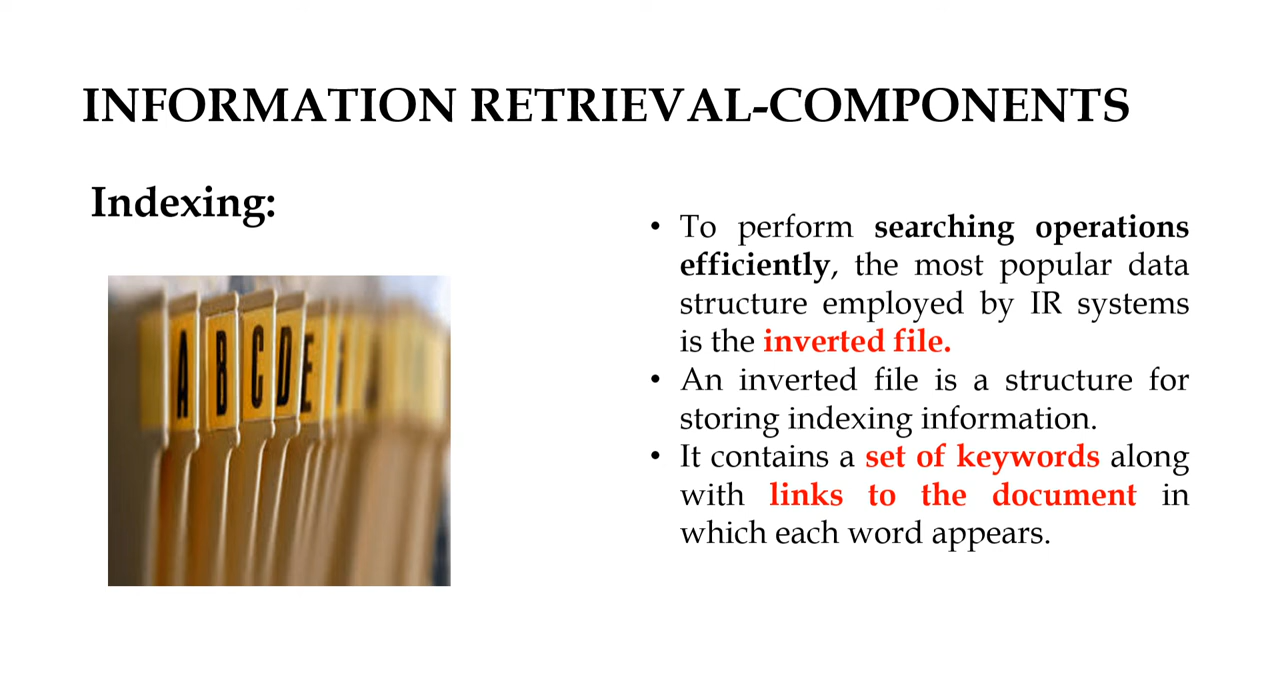 INFORMATION RETRIEVAL-COMPONENTS
Indexing:
A B C D E
• To perform searching operations
efficiently, the most popular data
structure employed by IR systems
is the inverted file.
• An inverted file is a structure for
storing indexing information.
• It contains a set of keywords along
with links to the document in
which each word appears.